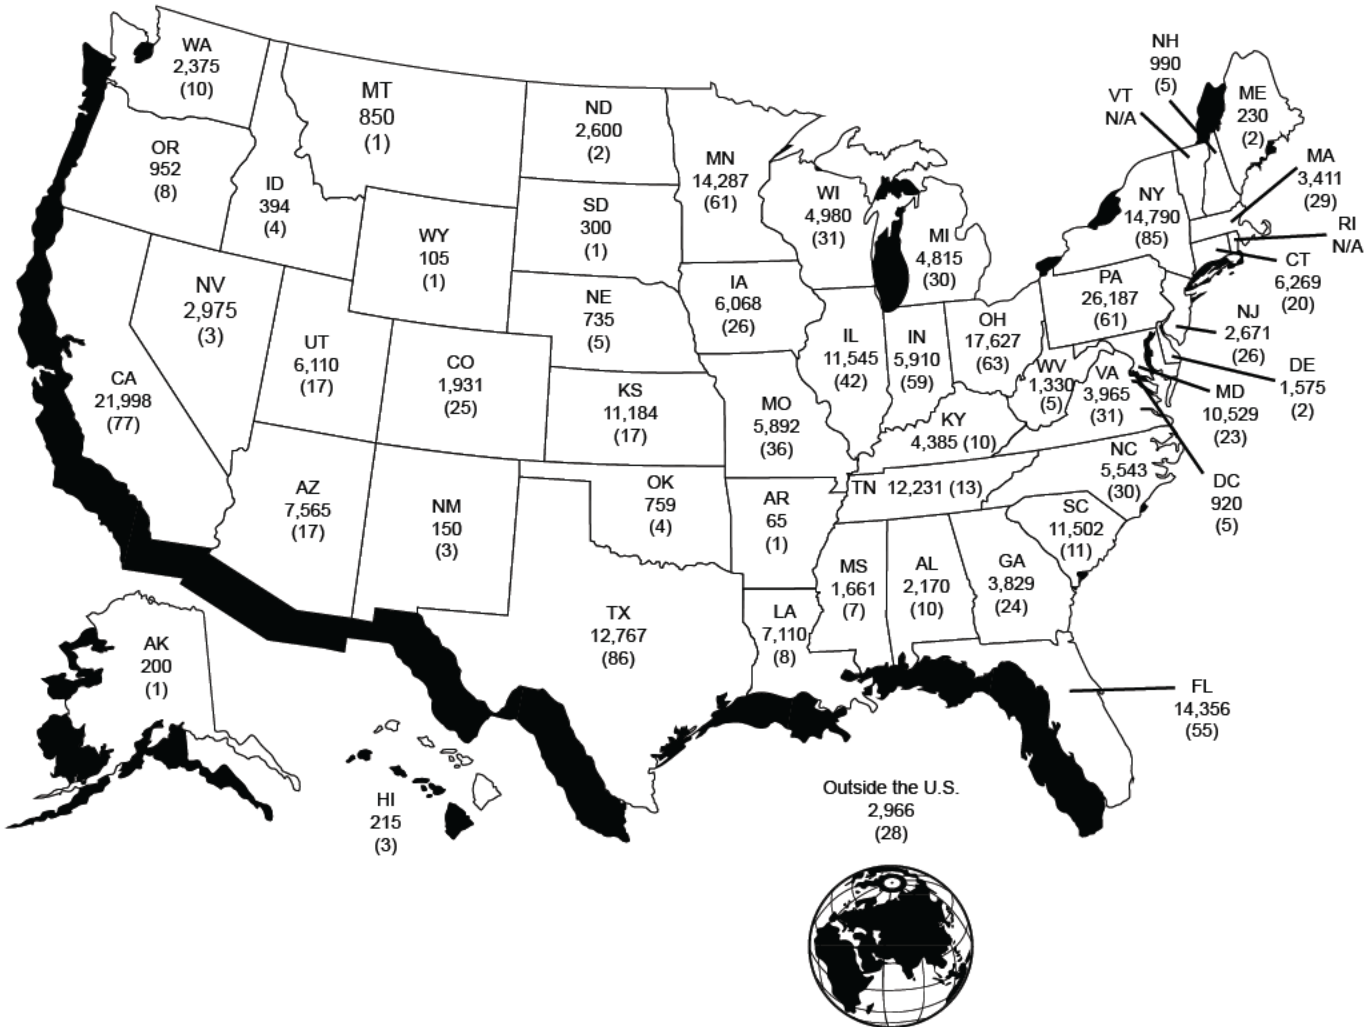 WA
2,375
(10)
OR
952
(8)
ID
394
(4)
MT
850
(1)
ND
2,600
(2)
SD
300
(1)
WY
105
(1)
NE
735
(5)
NV
2,975
(3)
UT
6,110
(17)
CO
1,931
(25)
KS
11,184
(17)
CA
21,998
(77)
AZ
7,565
(17)
NM
150
(3)
OK
759
(4)
TX
12,767
(86)
MN
14,287
(61)
WI
4,980
(31)
MI
4,815
(30)
IA
6,068
(26)
IL
11,545
(42)
IN
5,910
(59)
OH
17,627
(63)
MO
5,892
(36)
KY
4,385 (10)
WV
1,330
(5)
VA
3,965
(31)
TN 12,231 (13)
NC
5,543
(30)
AR
65
(1)
MS
1,661
(7)
AL
2,170
(10)
GA
3,829
(24)
SC
11,502
(11)
LA
7,110
(8)
FL
14,356
(55)
PA
26,187
(61)
NY
14,790
(85)
VT
N/A
NH
990
(5)
ME
230
(2)
MA
3,411
(29)
RI
N/A
CT
6,269
(20)
NJ
2,671
(26)
DE
1,575
(2)
MD
10,529
(23)
DC
920
(5)
AK
200
(1)
HI
215
(3)
Outside the U.S.
2,966
(28)